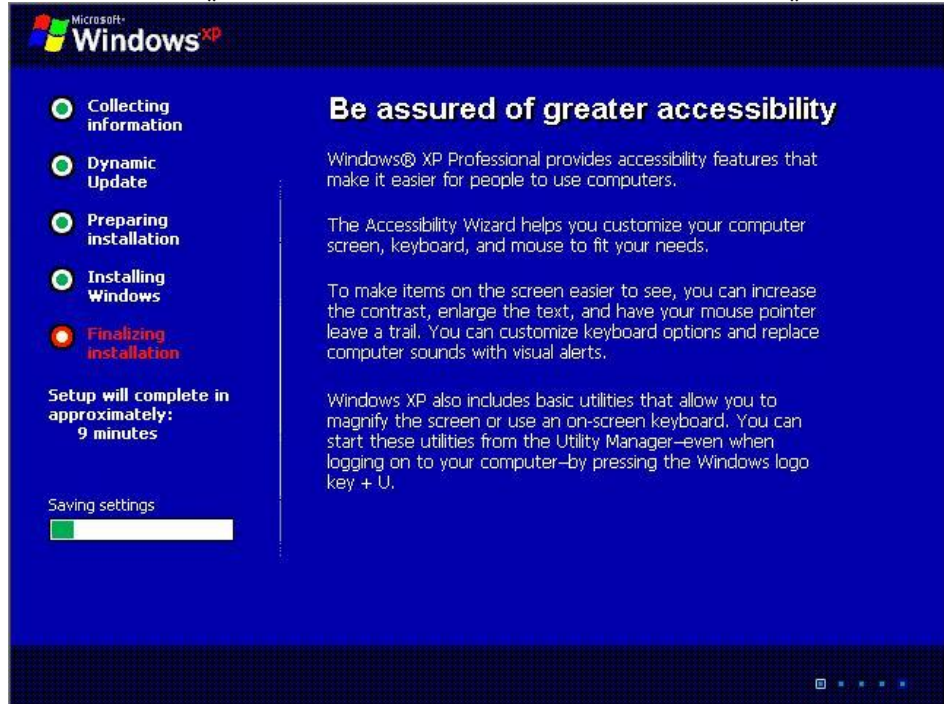 Microsoft®
Windows xp
Collecting
information
Dynamic
Update
Preparing
installation
Installing
Windows
Finalizing
installation
Setup will complete in
approximately:
9 minutes
Saving settings
Be assured of greater accessibility
Windows® XP Professional provides accessibility features that
make it easier for people to use computers.
The Accessibility Wizard helps you customize your computer
screen, keyboard, and mouse to fit your needs.
To make items on the screen easier to see, you can increase
the contrast, enlarge the text, and have your mouse pointer
leave a trail. You can customize keyboard options and replace
computer sounds with visual alerts.
Windows XP also includes basic utilities that allow you to
magnify the screen or use an on-screen keyboard. You can
start these utilities from the Utility Manager–even when
logging on to your computer–by pressing the Windows logo
key + U.